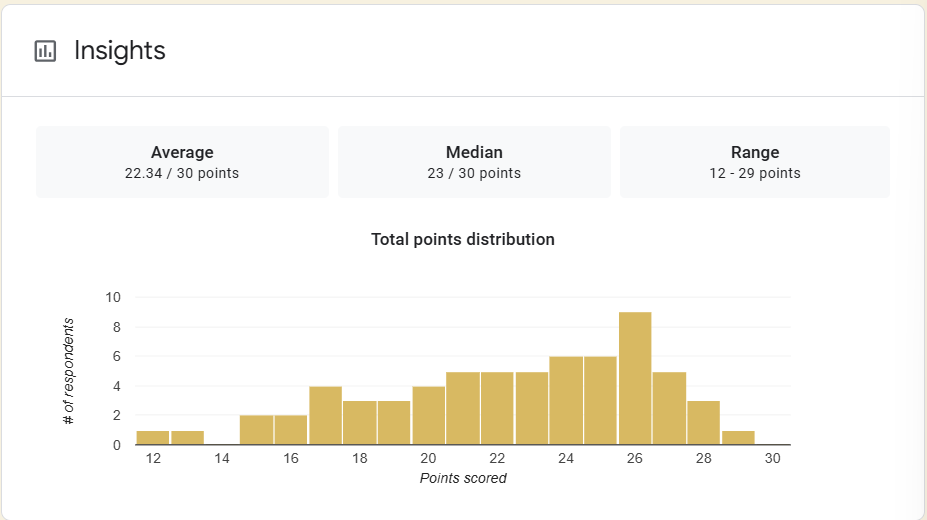 Insights
Average
22.34 / 30 points
Median
23 / 30 points
Range
12 - 29 points
Total points distribution
# of respondents
10
8
6
4
2
0
12 14 16 18 20 22 24 26 28 30
Points scored